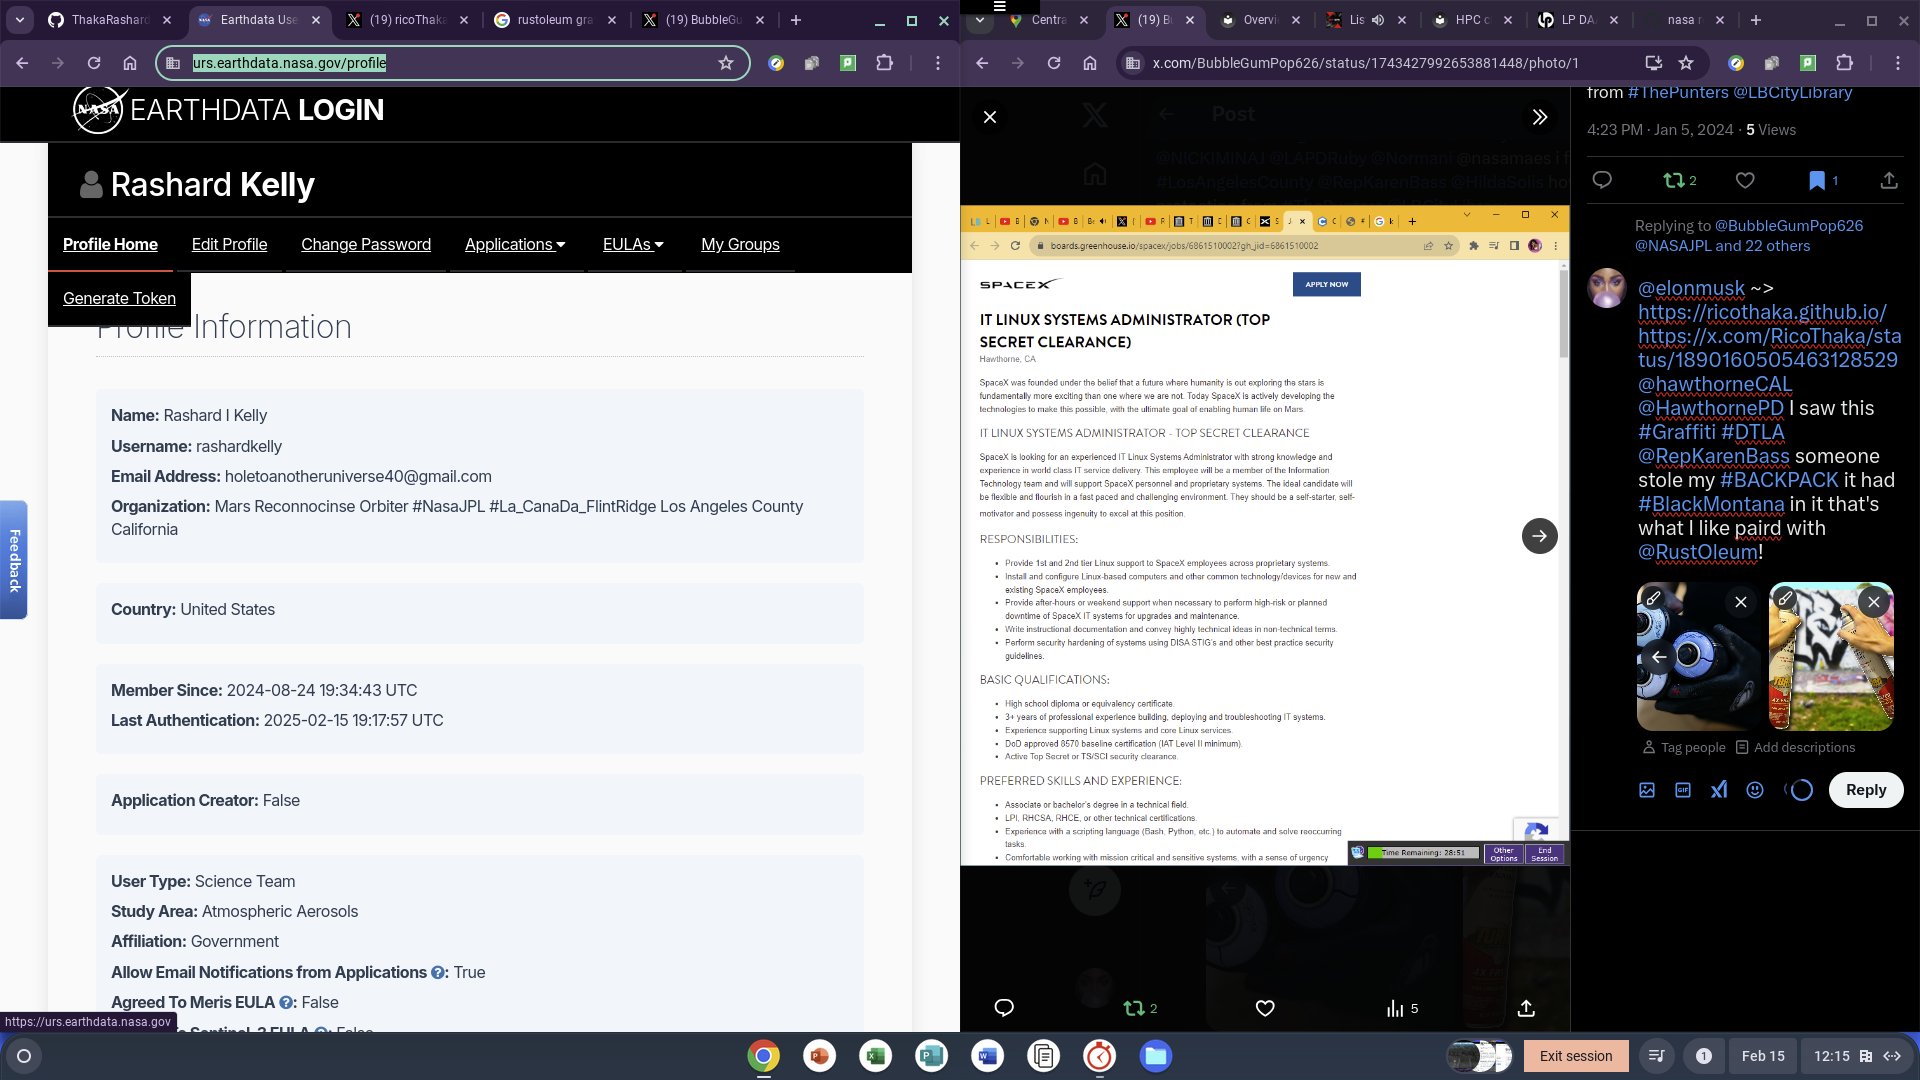 ThakaRashard
Earthdata Use
(19) ricoThaka
rustoleum gra
(19) BubbleGu
urs.earthdata.nasa.gov/profile
NASA
EARTHDATA LOGIN
Rashard Kelly
Profile Home
Edit Profile
Change Password
Applications
EULAs
My Groups
Generate Token
Profile Information
Name: Rashard I Kelly
Username: rashardkelly
Email Address: holetoanotheruniverse40@gmail.com
Organization: Mars Reconnocinse Orbiter #NasaJPL #La_CanaDa_FlintRidge Los Angeles County
California
Country: United States
Member Since: 2024-08-24 19:34:43 UTC
Last Authentication: 2025-02-15 19:17:57 UTC
Application Creator: False
User Type: Science Team
Study Area: Atmospheric Aerosols
Affiliation: Government
Allow Email Notifications from Applications ?: True
Agreed To Meris EULA ?: False
Feedback
https://urs.earthdata.nasa.gov
Centra
(19) B
Overvi
Lis
HPC c
LP DA
nasa r
x.com/BubbleGumPop626/status/1743427992653881448/photo/1
Post
@NICKIMINAJ @LAPDRuby @Normani @nasamaes i f
#LosAngelesCounty @RepKarenBass @HildaSolis ho
boards.greenhouse.io/spacex/jobs/6861510002?gh_jid=6861510002
SPACEX
APPLY NOW
IT LINUX SYSTEMS ADMINISTRATOR (TOP
SECRET CLEARANCE)
Hawthorne, CA
SpaceX was founded under the belief that a future where humanity is out exploring the stars is
fundamentally more exciting than one where we are not. Today SpaceX is actively developing the
technologies to make this possible, with the ultimate goal of enabling human life on Mars.
IT LINUX SYSTEMS ADMINISTRATOR - TOP SECRET CLEARANCE
SpaceX is looking for an experienced IT Linux Systems Administrator with strong knowledge and
experience in world class IT service delivery. This employee will be a member of the Information
Technology team and will support SpaceX personnel and proprietary systems. The ideal candidate will
be flexible and flourish in a fast paced and challenging environment. They should be a self-starter, self-
motivator and possess ingenuity to excel at this position.
RESPONSIBILITIES:
Provide 1st and 2nd tier Linux support to SpaceX employees across proprietary systems.
Install and configure Linux-based computers and other common technology/devices for new and
existing SpaceX employees.
Provide after-hours or weekend support when necessary to perform high-risk or planned
downtime of SpaceX IT systems for upgrades and maintenance.
Write instructional documentation and convey highly technical ideas in non-technical terms.
Perform security hardening of systems using DISA STIG's and other best practice security
guidelines.
BASIC QUALIFICATIONS:
High school diploma or equivalency certificate.
3+ years of professional experience building, deploying and troubleshooting IT systems.
Experience supporting Linux systems and core Linux services.
DoD approved 8570 baseline certification (IAT Level II minimum).
Active Top Secret or TS/SCI security clearance.
PREFERRED SKILLS AND EXPERIENCE:
Associate or bachelor's degree in a technical field.
LPI, RHCSA, RHCE, or other technical certifications.
Experience with a scripting language (Bash, Python, etc.) to automate and solve reoccurring
tasks.
Comfortable working with mission critical and sensitive systems, with a sense of urgency
Time Remaining: 28:51
Other Options
End Session
2
5
from #ThePunters @LBCityLibrary
4:23 PM · Jan 5, 2024 · 5 Views
2
1
Replying to @BubbleGumPop626
@NASAJPL and 22 others
@elonmusk ~>
https://ricothaka.github.io/
https://x.com/RicoThaka/sta
tus/1890160505463128529
@hawthorneCAL
@HawthornePD I saw this
#Graffiti #DTLA
@RepKarenBass someone
stole my #BACKPACK it had
#BlackMontana in it that's
what I like paird with
@RustOleum!
Tag people
Add descriptions
GIF
Reply
Exit session
1
Feb 15
12:15